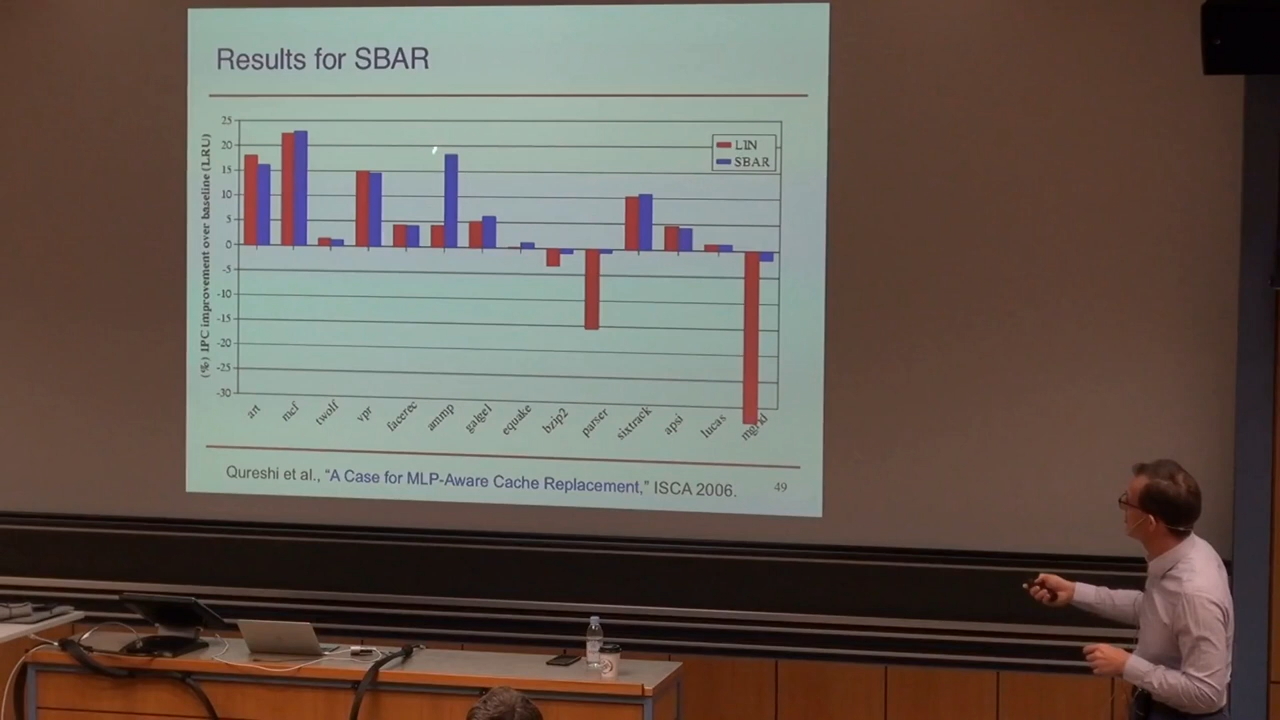 Results for SBAR
(%) IPC improvement over baseline (LRU)
25
20
15
10
5
0
-5
-10
-15
-20
-25
-30
LIN
SBAR
art
mcf
twolf
vpr
facerec
ammp
galgel
equake
bzip2
parser
sixtrack
apsi
lucas
mgrid
Qureshi et al., “A Case for MLP-Aware Cache Replacement,” ISCA 2006.
49